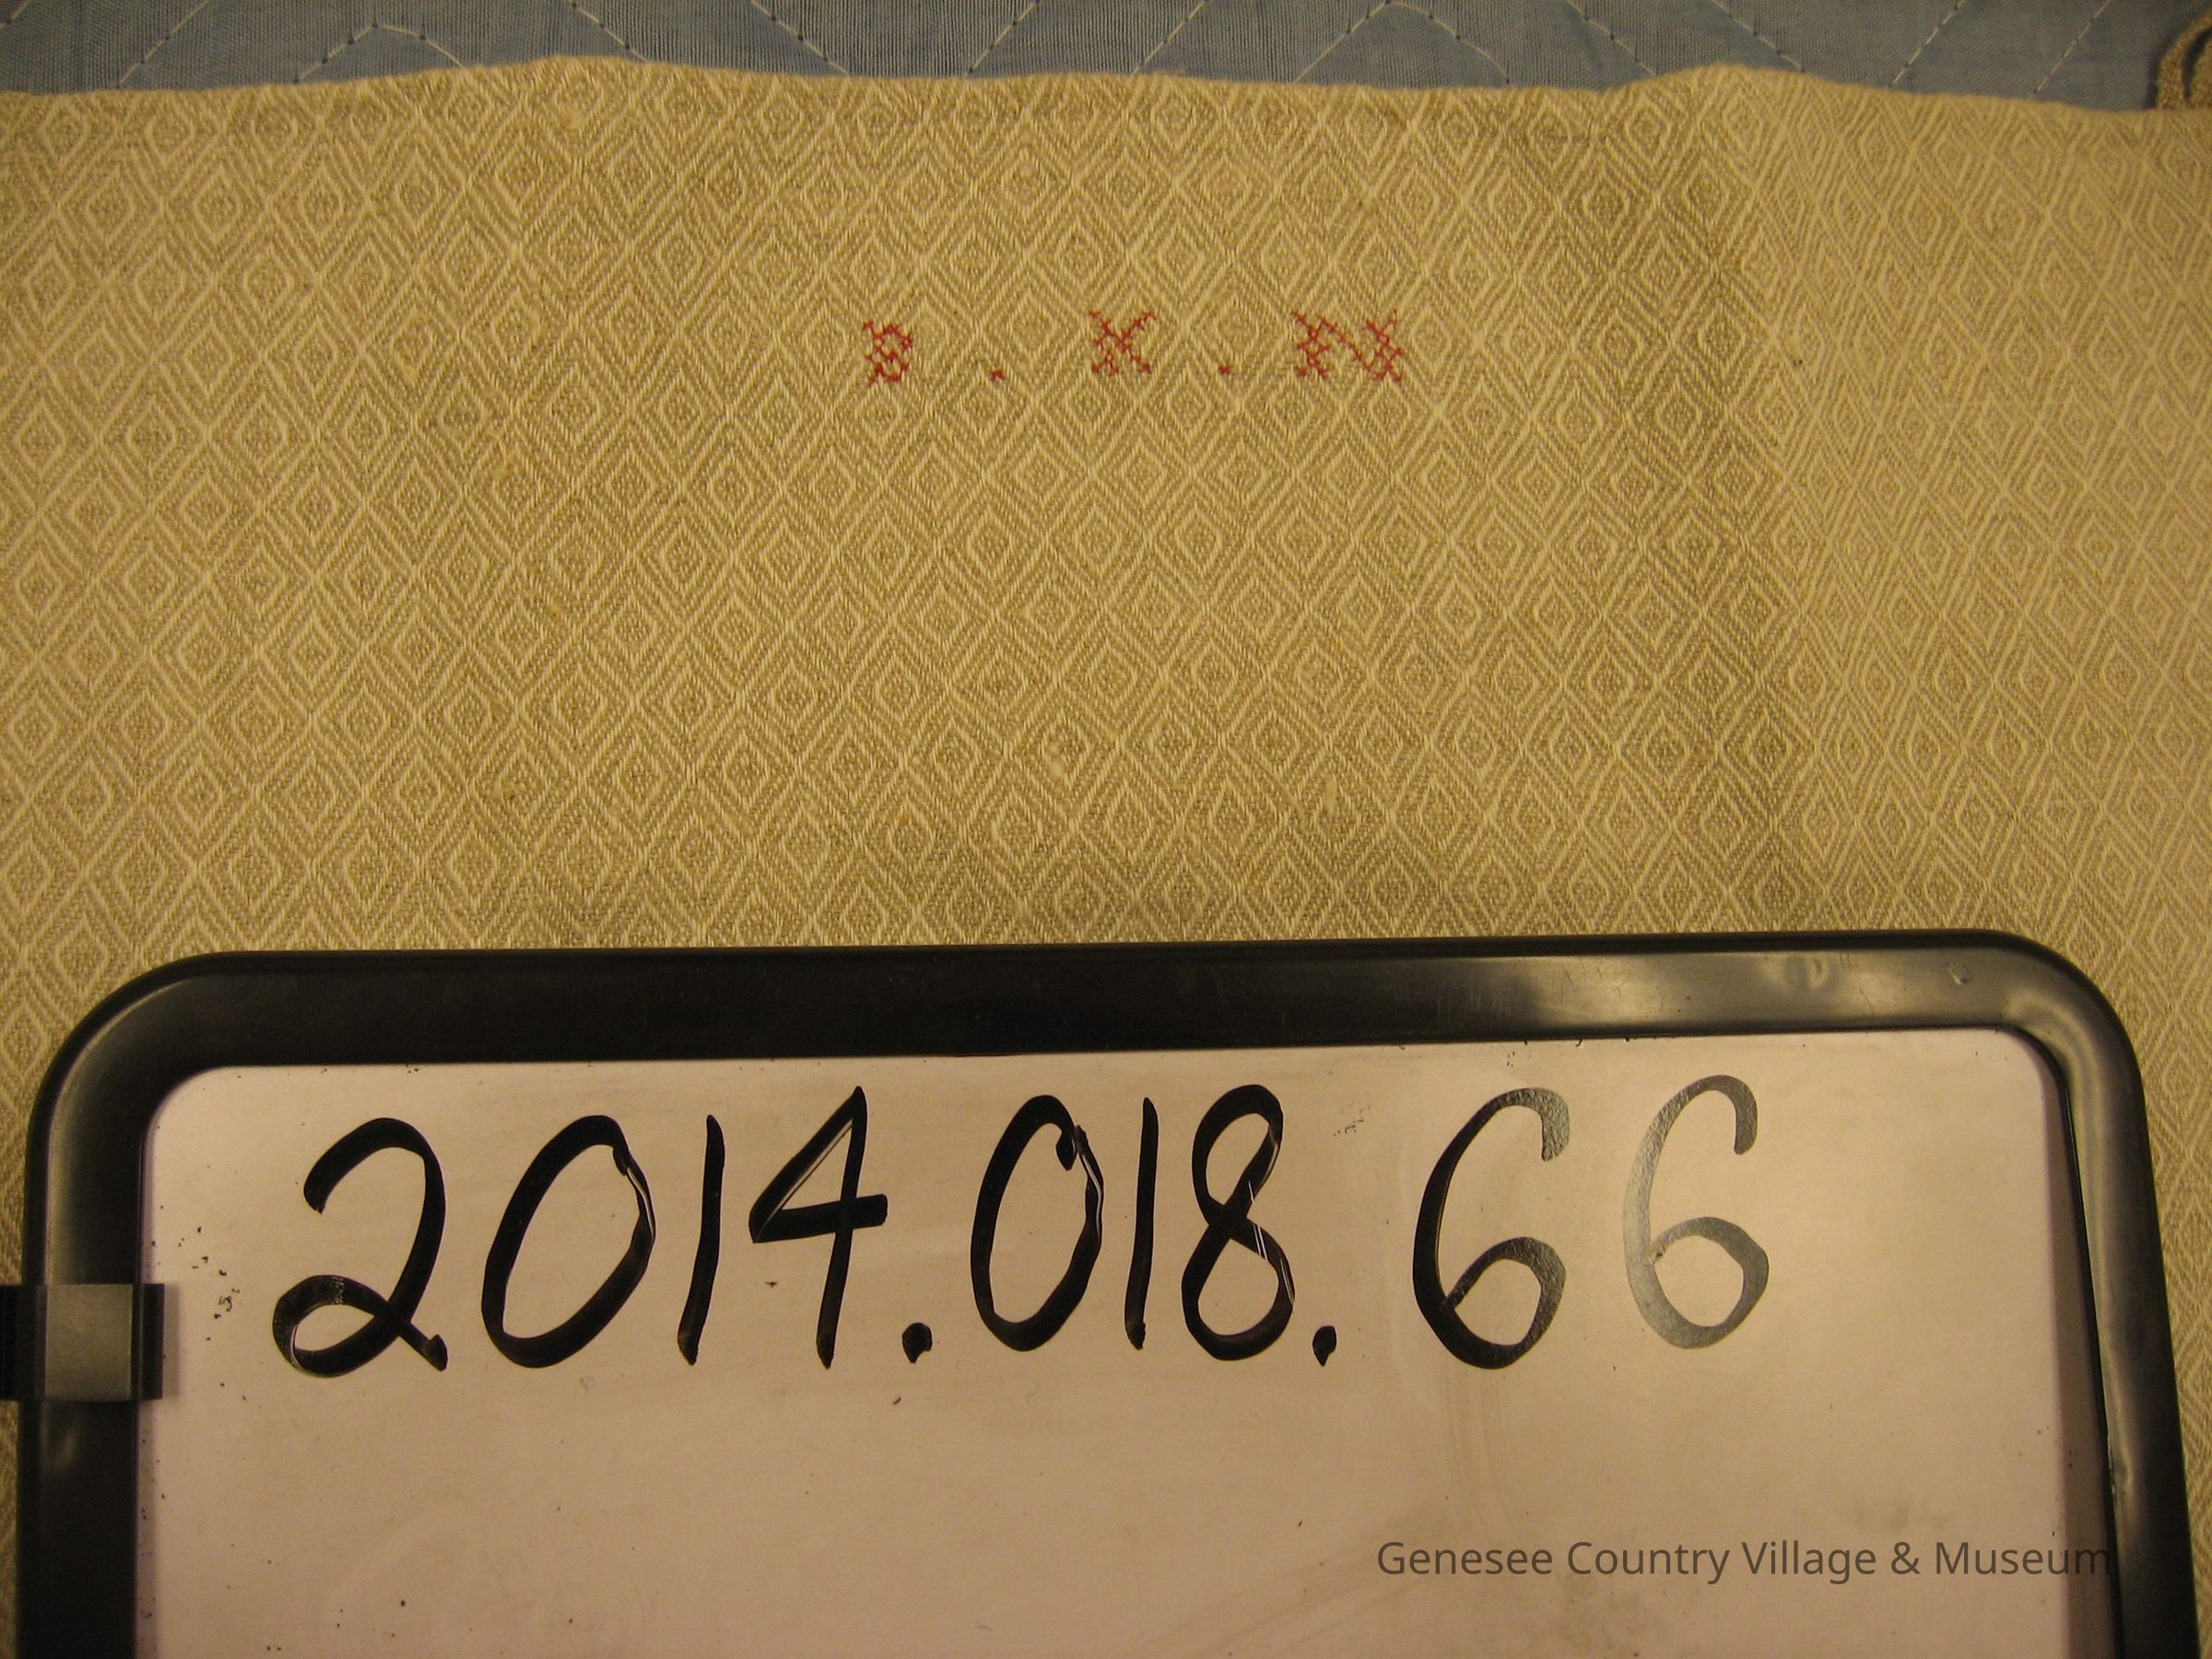 S . K . N
2014.018.66
Genesee Country Village & Museum